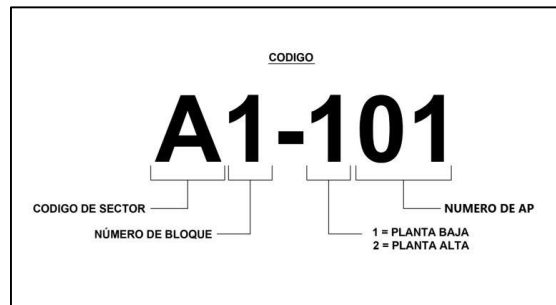 CODIGO
A1-101
CODIGO DE SECTOR
NUMERO DE AP
NÚMERO DE BLOQUE
1 = PLANTA BAJA
2 = PLANTA ALTA